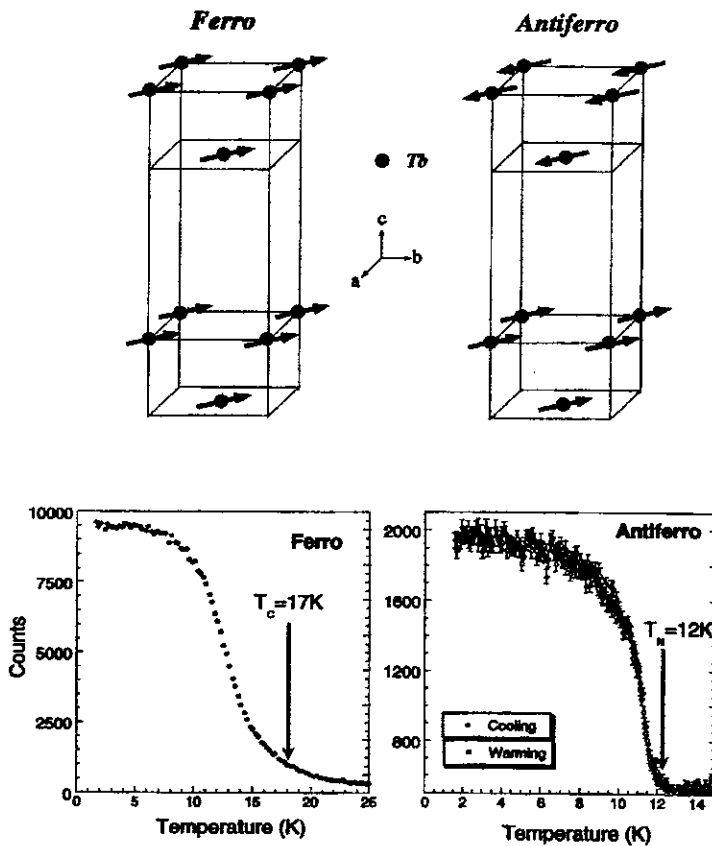 Ferro
Antiferro
Tb
c
b
a
10000
7500
5000
2500
0
Counts
Ferro
T_C=17K
0 5 10 15 20 25
Temperature (K)
2000
1600
1200
800
Antiferro
T_N=12K
Cooling
Warming
0 2 4 6 8 10 12 14
Temperature (K)